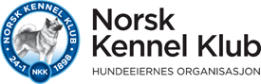 NORSK KENNEL KLUB
24-1 NKK 1898
Norsk
Kennel Klub
HUNDEEIERNES ORGANISASJON